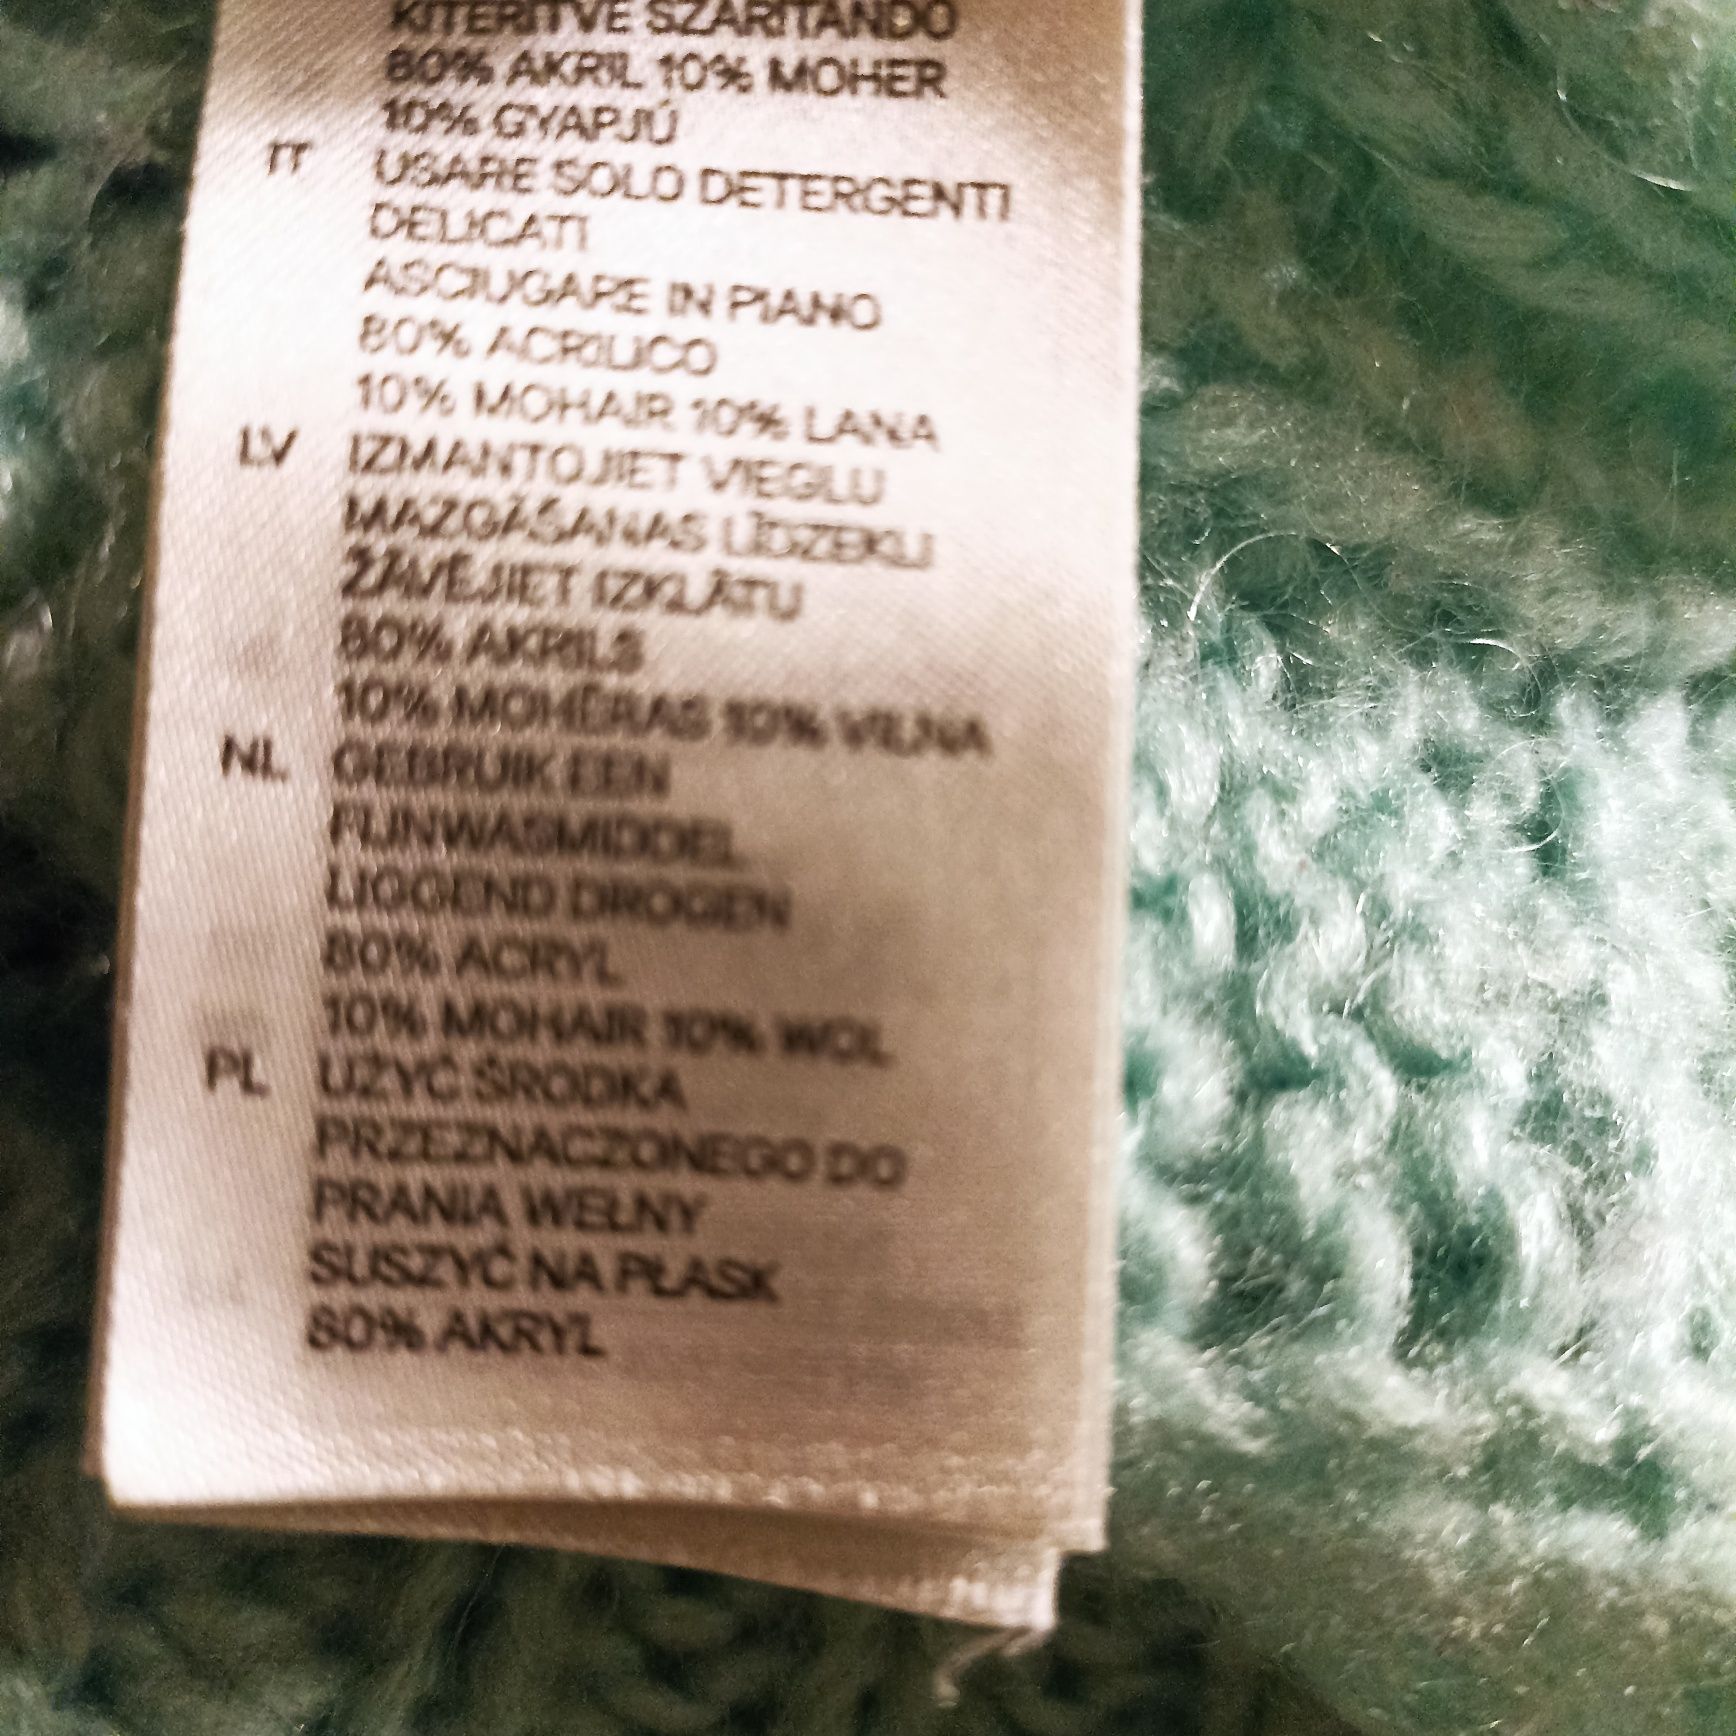 KITERÍTVE SZÁRÍTANDÓ
80% AKRIL 10% MOHER
10% GYAPJÚ
IT USARE SOLO DETERGENTI
DELICATI
ASCIUGARE IN PIANO
80% ACRILICO
10% MOHAIR 10% LANA
LV IZMANTOJIET VIEGLU
MAZGĀŠANAS LĪDZEKLI
ŽĀVĒJIET IZKLĀTU
80% AKRILS
10% MOHĒRAS 10% VILNA
NL GEBRUIK EEN
FIJNWASMIDDEL
LIGGEND DROGEN
80% ACRYL
10% MOHAIR 10% WOL
PL UŻYĆ ŚRODKA
PRZEZNACZONEGO DO
PRANIA WEŁNY
SUSZYĆ NA PŁASK
80% AKRYL